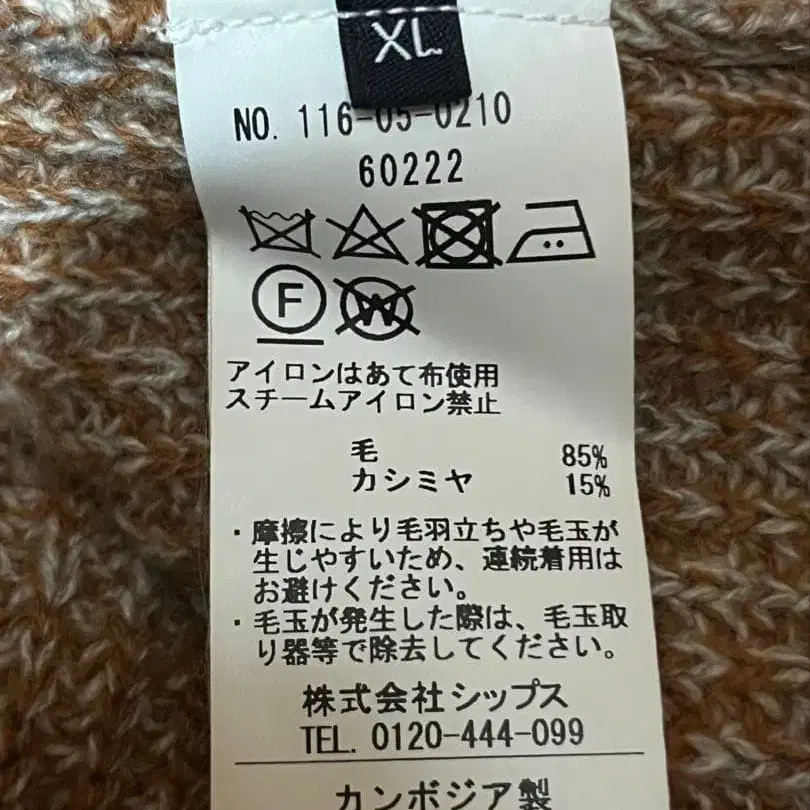 XL
NO. 116-05-0210
60222
F
W
アイロンはあて布使用
スチームアイロン禁止
毛 85%
カシミヤ 15%
・摩擦により毛羽立ちや毛玉が
生じやすいため、連続着用は
お避けください。
・毛玉が発生した際は、毛玉取
り器等で除去してください。
株式会社シップス
TEL. 0120-444-099
カンボジア製